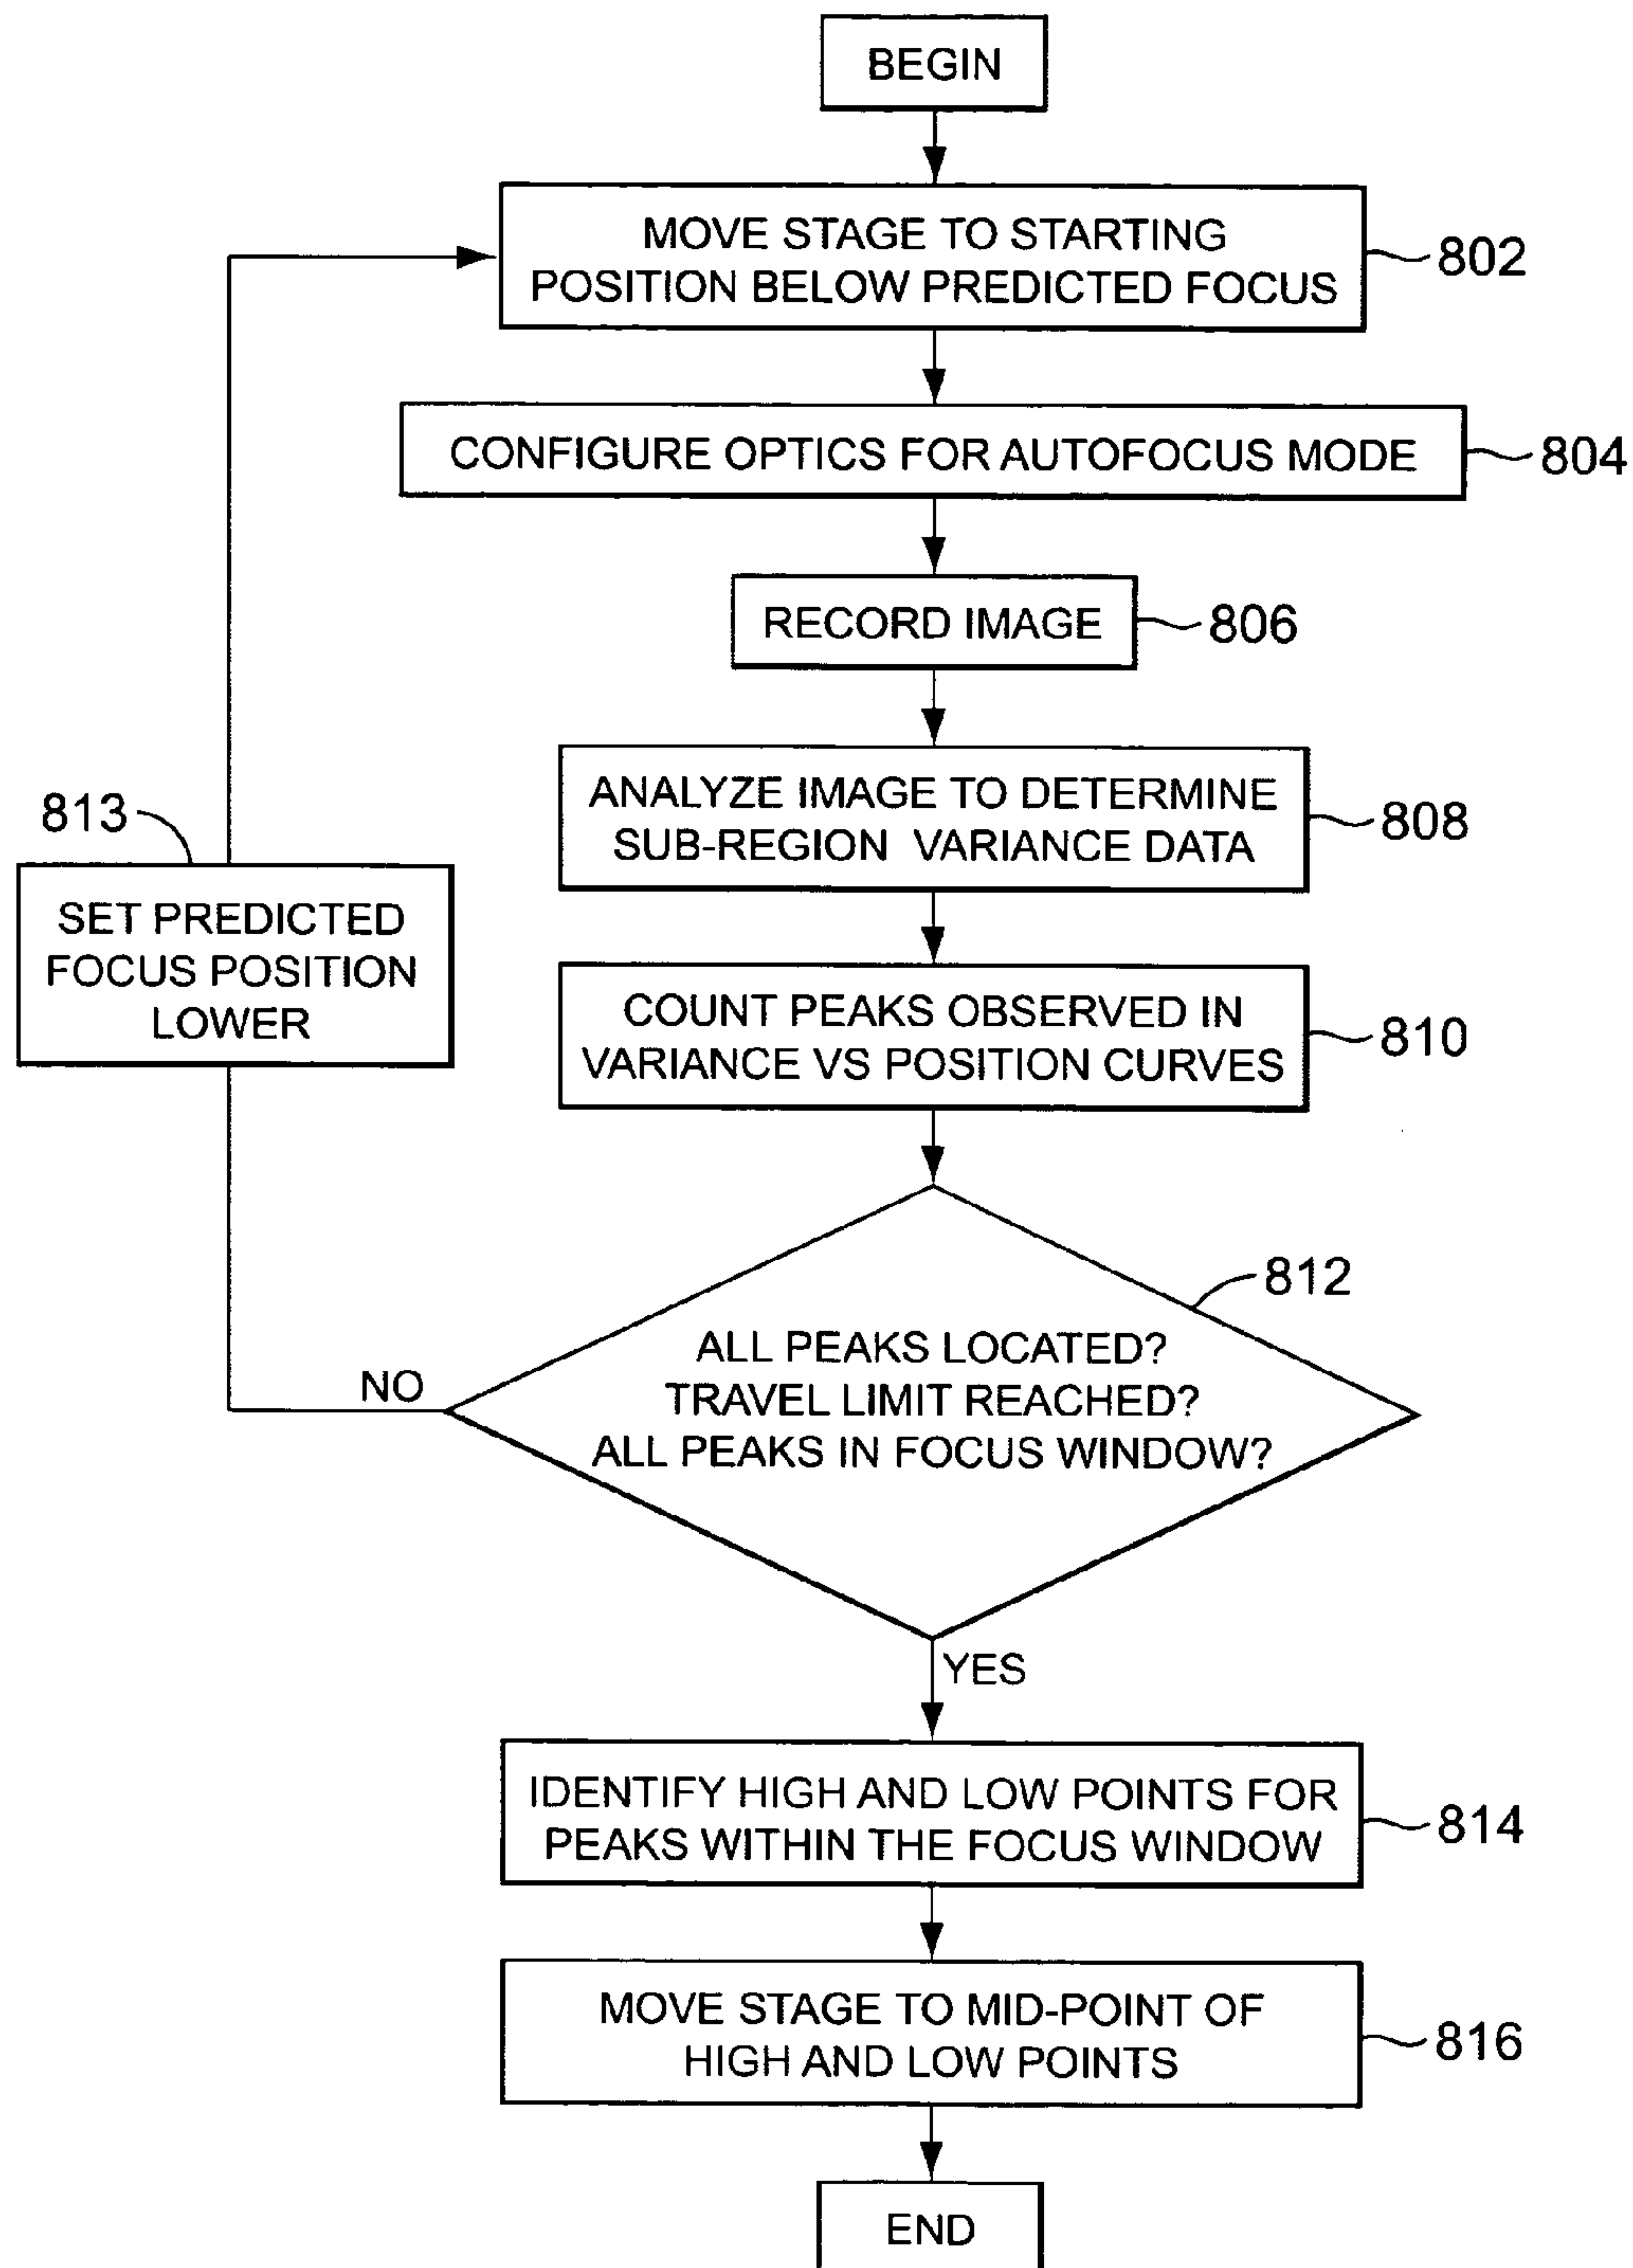 BEGIN
MOVE STAGE TO STARTING
POSITION BELOW PREDICTED FOCUS
802
CONFIGURE OPTICS FOR AUTOFOCUS MODE
804
RECORD IMAGE
806
ANALYZE IMAGE TO DETERMINE
SUB-REGION VARIANCE DATA
808
813
SET PREDICTED
FOCUS POSITION
LOWER
COUNT PEAKS OBSERVED IN
VARIANCE VS POSITION CURVES
810
812
ALL PEAKS LOCATED?
TRAVEL LIMIT REACHED?
ALL PEAKS IN FOCUS WINDOW?
NO
YES
IDENTIFY HIGH AND LOW POINTS FOR
PEAKS WITHIN THE FOCUS WINDOW
814
MOVE STAGE TO MID-POINT OF
HIGH AND LOW POINTS
816
END